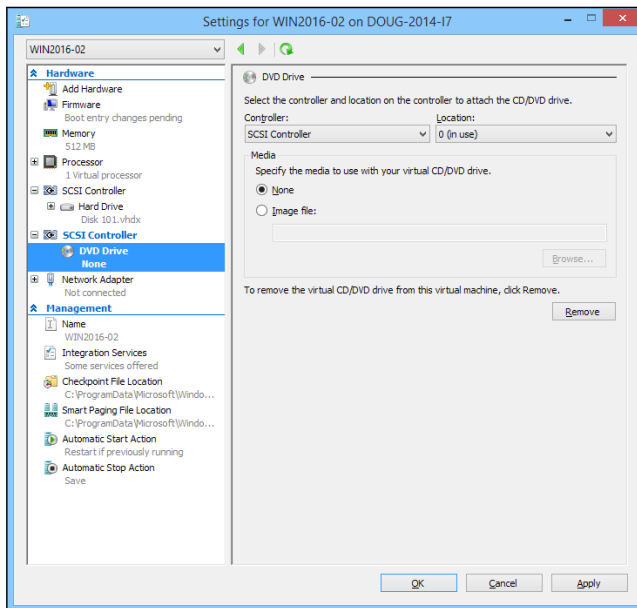 Settings for WIN2016-02 on DOUG-2014-I7
WIN2016-02
Hardware
Add Hardware
Firmware
Boot entry changes pending
Memory
512 MB
Processor
1 Virtual processor
SCSI Controller
Hard Drive
Disk 101.vhdx
SCSI Controller
DVD Drive
None
Network Adapter
Not connected
Management
Name
WIN2016-02
Integration Services
Some services offered
Checkpoint File Location
C:\ProgramData\Microsoft\Windo...
Smart Paging File Location
C:\ProgramData\Microsoft\Windo...
Automatic Start Action
Restart if previously running
Automatic Stop Action
Save
DVD Drive
Select the controller and location on the controller to attach the CD/DVD drive.
Controller: Location:
SCSI Controller 0 (in use)
Media
Specify the media to use with your virtual CD/DVD drive.
None
Image file:
Browse...
To remove the virtual CD/DVD drive from this virtual machine, click Remove.
Remove
OK Cancel Apply